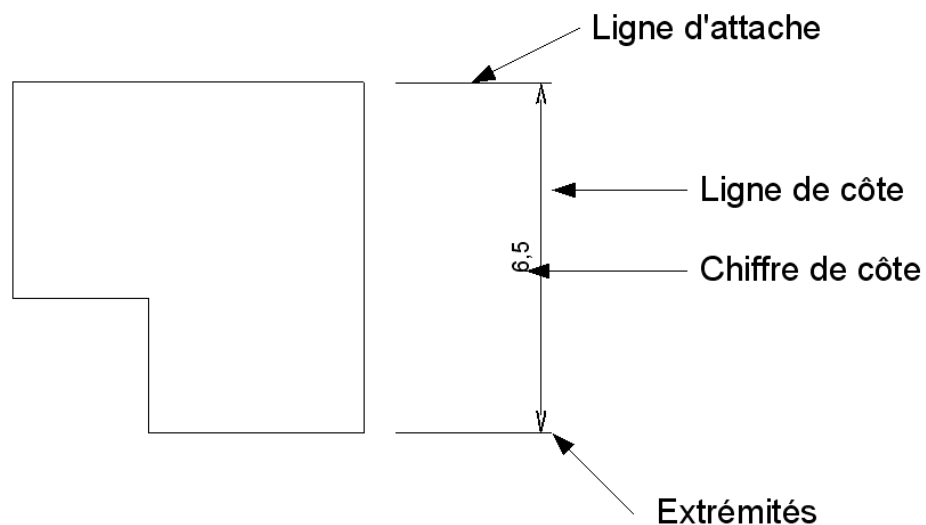 Ligne d'attache
Ligne de côte
6,5
Chiffre de côte
Extrémités